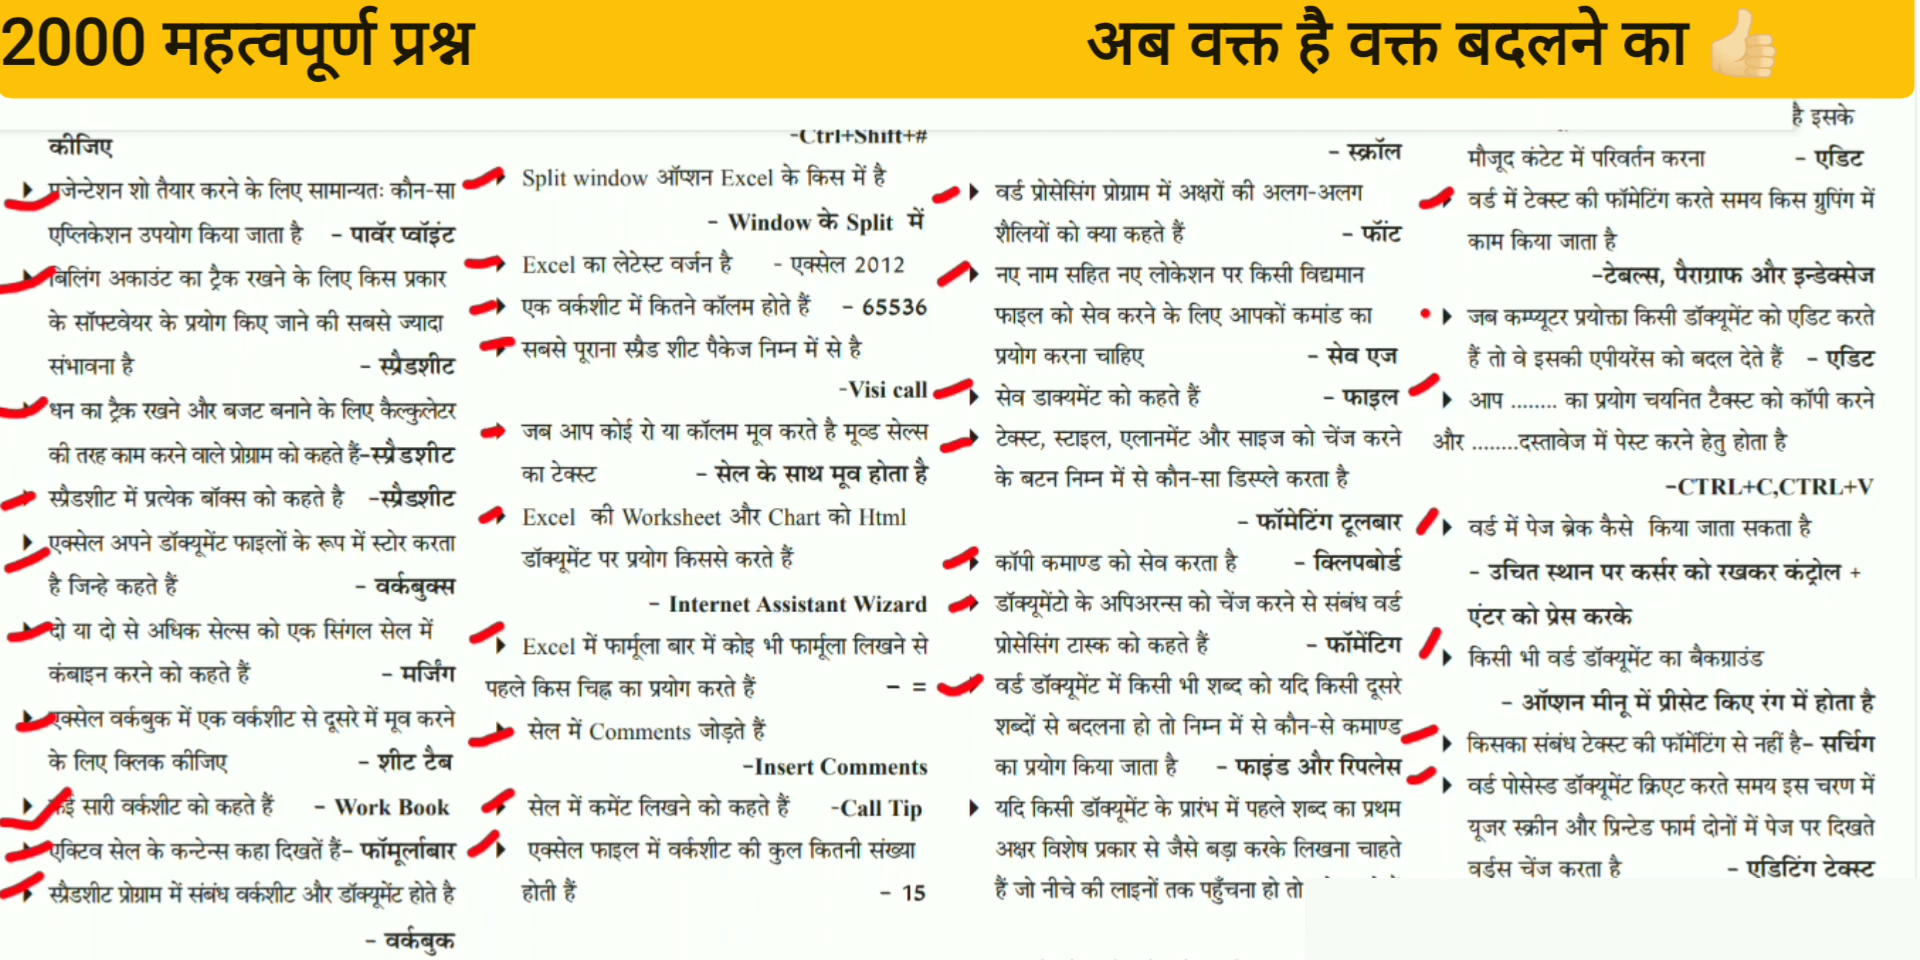 2000 महत्वपूर्ण प्रश्न
अब वक्त है वक्त बदलने का
कीजिए
प्रजेन्टेशन शो तैयार करने के लिए सामान्यतः कौन-सा
एप्लिकेशन उपयोग किया जाता है - पावॅर प्वॉइंट
बिलिंग अकाउंट का ट्रैक रखने के लिए किस प्रकार
के सॉफ्टवेयर के प्रयोग किए जाने की सबसे ज्यादा
संभावना है - स्प्रैडशीट
धन का ट्रैक रखने और बजट बनाने के लिए कैल्कुलेटर
की तरह काम करने वाले प्रोग्राम को कहते हैं-स्प्रैडशीट
स्प्रैडशीट में प्रत्येक बॉक्स को कहते है -स्प्रैडशीट
एक्सेल अपने डॉक्यूमेंट फाइलों के रूप में स्टोर करता
है जिन्हे कहते हैं - वर्कबुक्स
दो या दो से अधिक सेल्स को एक सिंगल सेल में
कंबाइन करने को कहते हैं - मर्जिंग
एक्सेल वर्कबुक में एक वर्कशीट से दूसरे में मूव करने
के लिए क्लिक कीजिए - शीट टैब
कई सारी वर्कशीट को कहते हैं - Work Book
एक्टिव सेल के कन्टेन्स कहा दिखतें हैं- फॉमूर्लाबार
स्प्रैडशीट प्रोग्राम में संबंध वर्कशीट और डॉक्यूमेंट होते है
- वर्कबुक
-Ctrl+Shift+#
Split window ऑप्शन Excel के किस में है
- Window के Split में
Excel का लेटेस्ट वर्जन है - एक्सेल 2012
एक वर्कशीट में कितने कॉलम होते हैं - 65536
सबसे पूराना स्प्रैड शीट पैकेज निम्न में से है
-Visi call
जब आप कोई रो या कॉलम मूव करते है मूव्ड सेल्स
का टेक्स्ट - सेल के साथ मूव होता है
Excel की Worksheet और Chart को Html
डॉक्यूमेंट पर प्रयोग किससे करते हैं
- Internet Assistant Wizard
Excel में फार्मूला बार में कोइ भी फार्मूला लिखने से
पहले किस चिह्न का प्रयोग करते हैं - =
सेल में Comments जोड़ते हैं
-Insert Comments
सेल में कमेंट लिखने को कहते हैं -Call Tip
एक्सेल फाइल में वर्कशीट की कुल कितनी संख्या
होती हैं - 15
- स्क्रॉल
वर्ड प्रोसेसिंग प्रोग्राम में अक्षरों की अलग-अलग
शैलियों को क्या कहते हैं - फॉंट
नए नाम सहित नए लोकेशन पर किसी विद्यमान
फाइल को सेव करने के लिए आपकों कमांड का
प्रयोग करना चाहिए - सेव एज
सेव डाक्यमेंट को कहते हैं - फाइल
टेक्स्ट, स्टाइल, एलानमेंट और साइज को चेंज करने
के बटन निम्न में से कौन-सा डिस्प्ले करता है
- फॉमेटिंग टूलबार
कॉपी कमाण्ड को सेव करता है - क्लिपबोर्ड
डॉक्यूमेंटो के अपिअरन्स को चेंज करने से संबंध वर्ड
प्रोसेसिंग टास्क को कहते हैं - फॉमेंटिग
वर्ड डॉक्यूमेंट में किसी भी शब्द को यदि किसी दूसरे
शब्दों से बदलना हो तो निम्न में से कौन-से कमाण्ड
का प्रयोग किया जाता है - फाइंड और रिपलेस
यदि किसी डॉक्यूमेंट के प्रारंभ में पहले शब्द का प्रथम
अक्षर विशेष प्रकार से जैसे बड़ा करके लिखना चाहते
हैं जो नीचे की लाइनों तक पहुँचना हो तो
है इसके
मौजूद कंटेट में परिवर्तन करना - एडिट
वर्ड में टेक्स्ट की फॉमेटिंग करते समय किस ग्रुपिंग में
काम किया जाता है
-टेबल्स, पैराग्राफ और इन्डेक्सेज
जब कम्प्यूटर प्रयोक्ता किसी डॉक्यूमेंट को एडिट करते
हैं तो वे इसकी एपीयरेंस को बदल देते हैं - एडिट
आप ........ का प्रयोग चयनित टैक्स्ट को कॉपी करने
और ........दस्तावेज में पेस्ट करने हेतु होता है
-CTRL+C,CTRL+V
वर्ड में पेज ब्रेक कैसे किया जाता सकता है
- उचित स्थान पर कर्सर को रखकर कंट्रोल +
एंटर को प्रेस करके
किसी भी वर्ड डॉक्यूमेंट का बैकग्राउंड
- ऑप्शन मीनू में प्रीसेट किए रंग में होता है
किसका संबंध टेक्स्ट की फॉमेंटिंग से नहीं है- सर्चिग
वर्ड पोसेस्ड डॉक्यूमेंट क्रिएट करते समय इस चरण में
यूजर स्क्रीन और प्रिन्टेड फार्म दोनों में पेज पर दिखते
वर्ड्स चेंज करता है - एडिटिंग टेक्स्ट